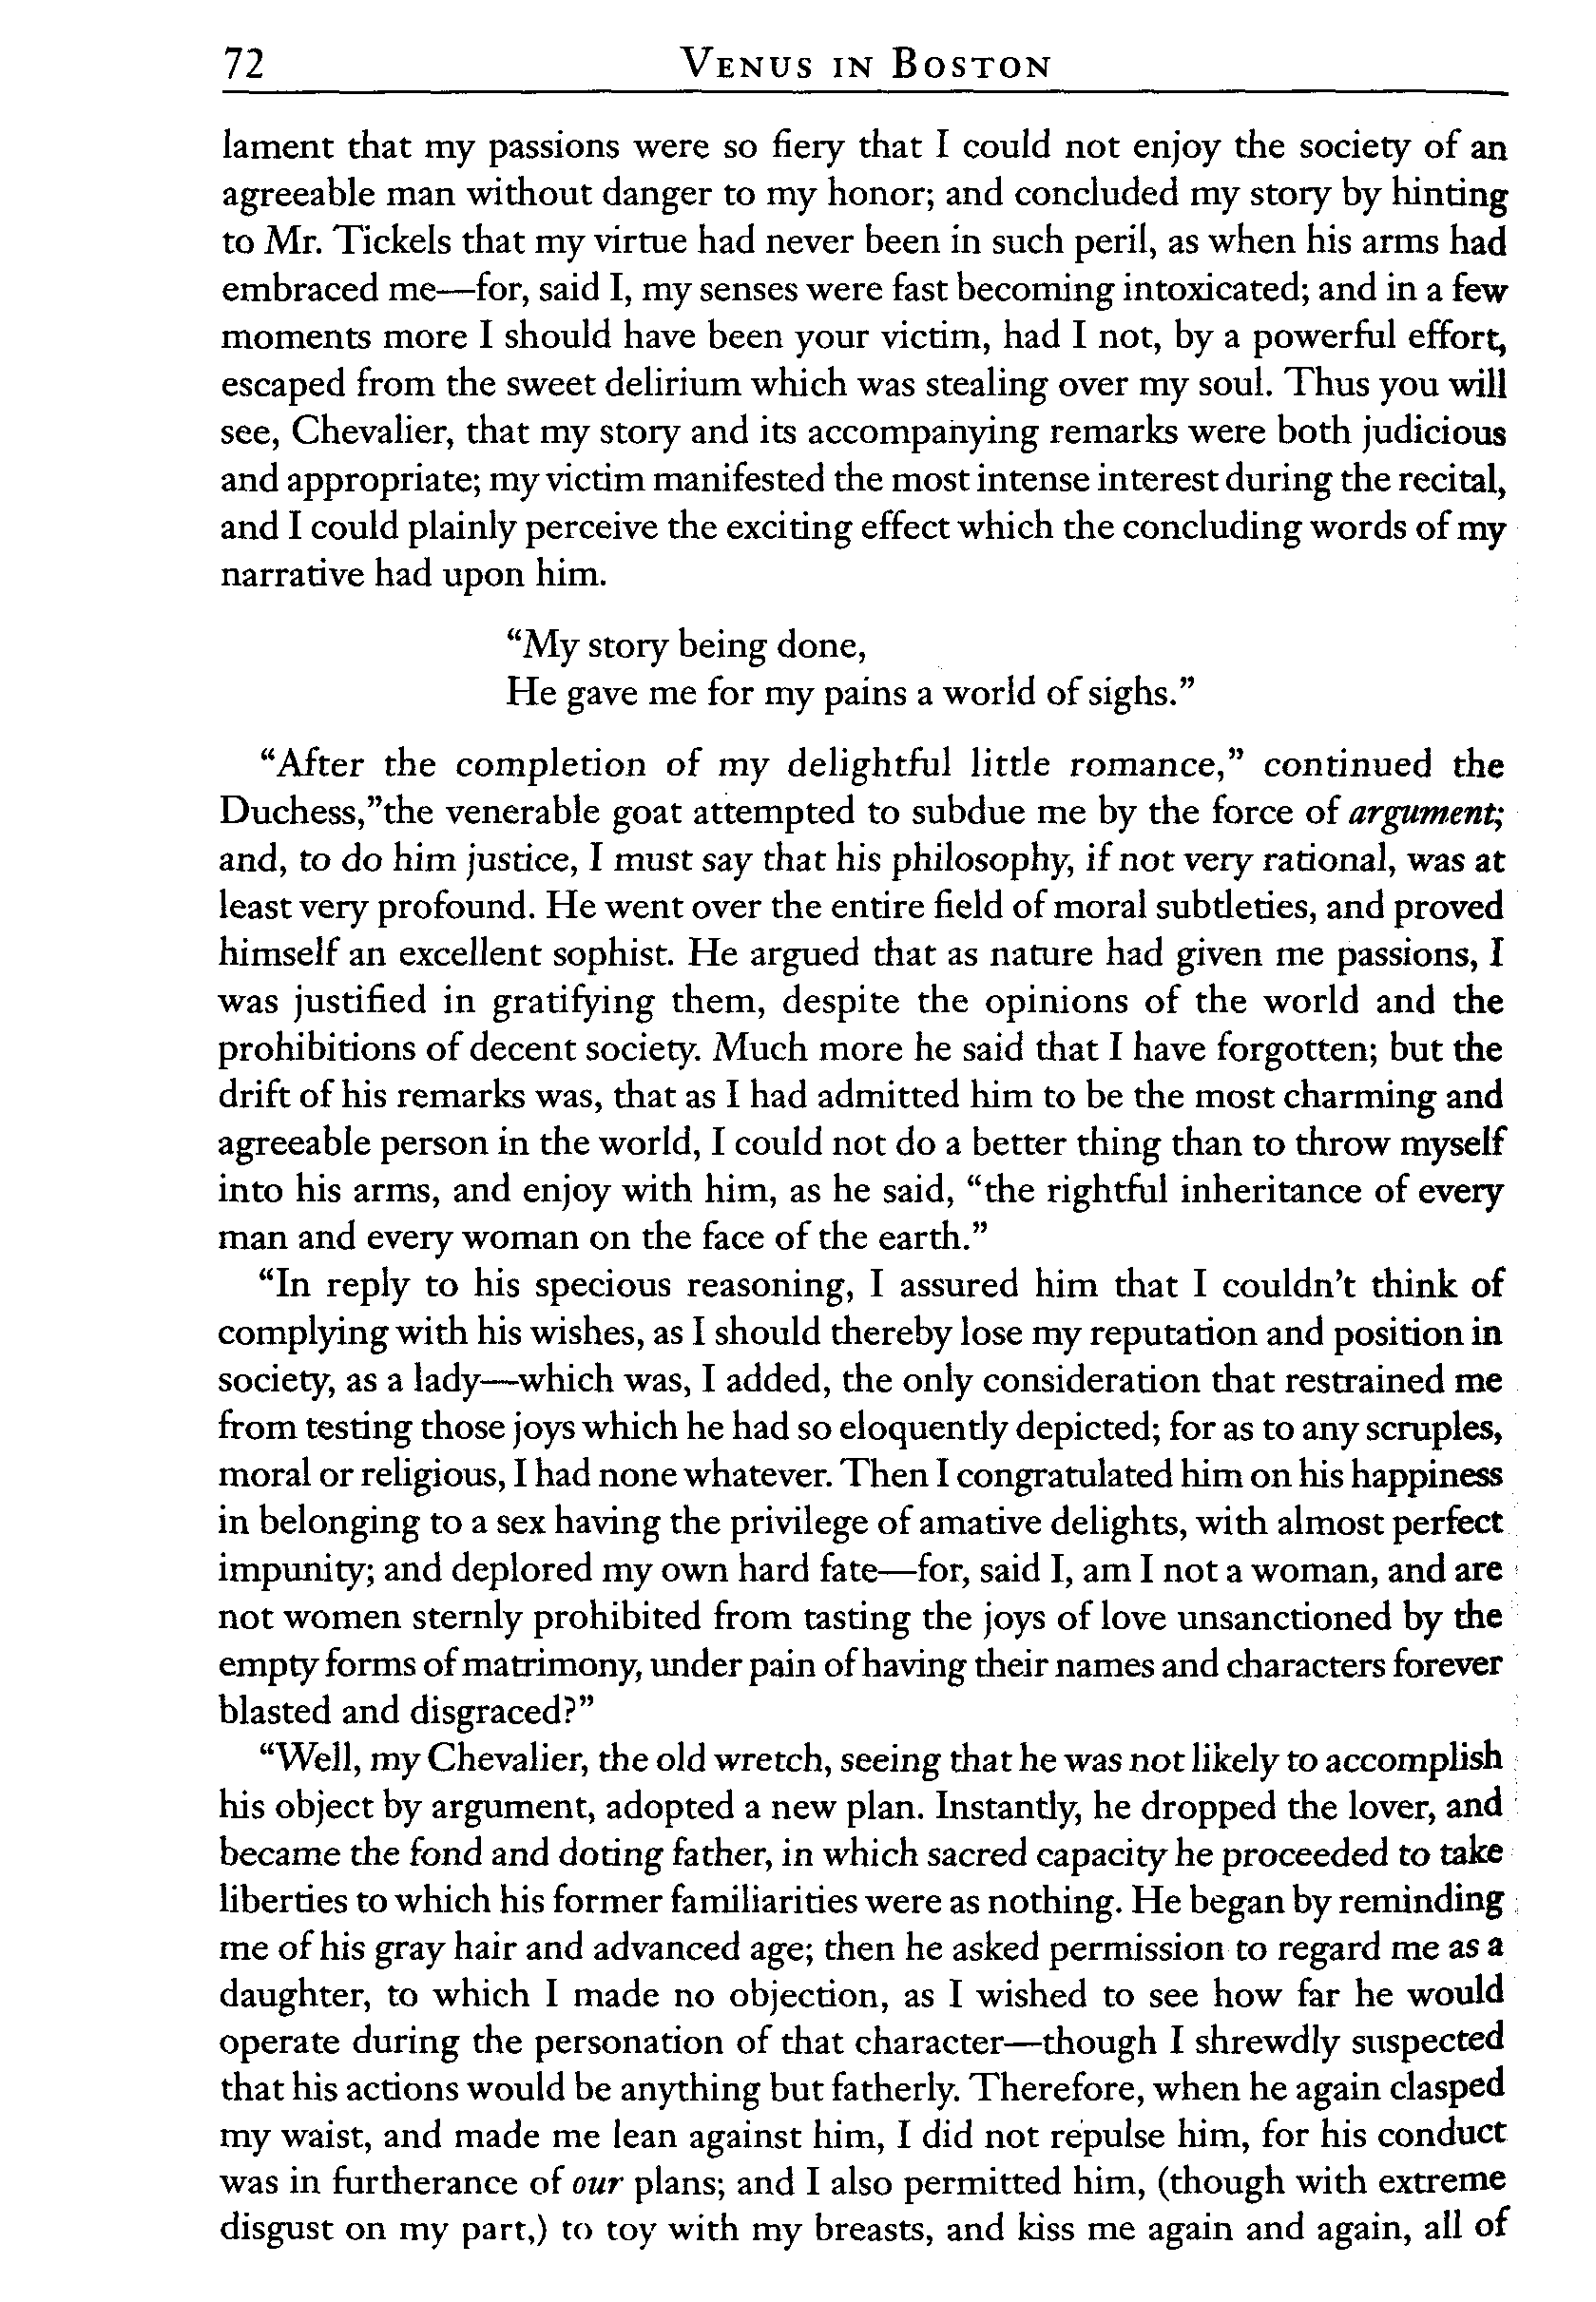 72 VENUS IN BOSTON
lament that my passions were so fiery that I could not enjoy the society of an
agreeable man without danger to my honor; and concluded my story by hinting
to Mr. Tickels that my virtue had never been in such peril, as when his arms had
embraced me—for, said I, my senses were fast becoming intoxicated; and in a few
moments more I should have been your victim, had I not, by a powerful effort,
escaped from the sweet delirium which was stealing over my soul. Thus you will
see, Chevalier, that my story and its accompanying remarks were both judicious
and appropriate; my victim manifested the most intense interest during the recital,
and I could plainly perceive the exciting effect which the concluding words of my
narrative had upon him.
“My story being done,
He gave me for my pains a world of sighs.”
“After the completion of my delightful little romance,” continued the
Duchess,”the venerable goat attempted to subdue me by the force of argument;
and, to do him justice, I must say that his philosophy, if not very rational, was at
least very profound. He went over the entire field of moral subtleties, and proved
himself an excellent sophist. He argued that as nature had given me passions, I
was justified in gratifying them, despite the opinions of the world and the
prohibitions of decent society. Much more he said that I have forgotten; but the
drift of his remarks was, that as I had admitted him to be the most charming and
agreeable person in the world, I could not do a better thing than to throw myself
into his arms, and enjoy with him, as he said, “the rightful inheritance of every
man and every woman on the face of the earth.”
“In reply to his specious reasoning, I assured him that I couldn’t think of
complying with his wishes, as I should thereby lose my reputation and position in
society, as a lady—which was, I added, the only consideration that restrained me
from testing those joys which he had so eloquently depicted; for as to any scruples,
moral or religious, I had none whatever. Then I congratulated him on his happiness
in belonging to a sex having the privilege of amative delights, with almost perfect
impunity; and deplored my own hard fate—for, said I, am I not a woman, and are
not women sternly prohibited from tasting the joys of love unsanctioned by the
empty forms of matrimony, under pain of having their names and characters forever
blasted and disgraced?”
“Well, my Chevalier, the old wretch, seeing that he was not likely to accomplish
his object by argument, adopted a new plan. Instantly, he dropped the lover, and
became the fond and doting father, in which sacred capacity he proceeded to take
liberties to which his former familiarities were as nothing. He began by reminding
me of his gray hair and advanced age; then he asked permission to regard me as a
daughter, to which I made no objection, as I wished to see how far he would
operate during the personation of that character—though I shrewdly suspected
that his actions would be anything but fatherly. Therefore, when he again clasped
my waist, and made me lean against him, I did not repulse him, for his conduct
was in furtherance of our plans; and I also permitted him, (though with extreme
disgust on my part,) to toy with my breasts, and kiss me again and again, all of